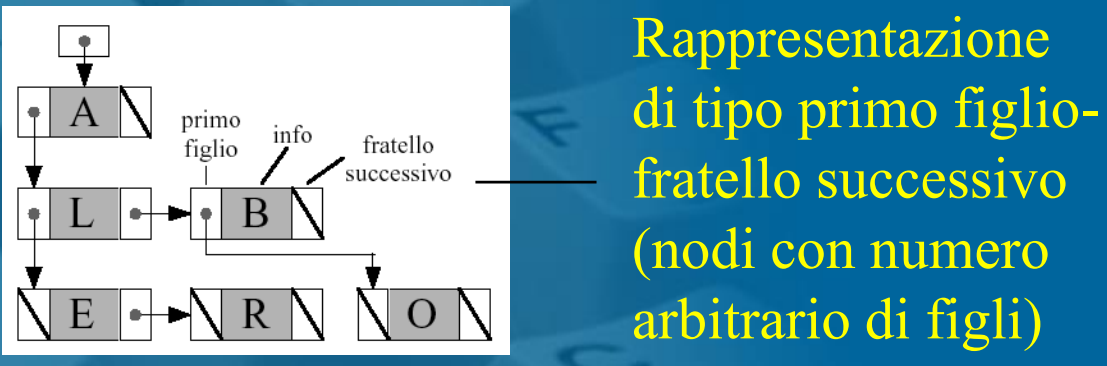 A
primo
figlio
info
fratello
successivo
L
B
E
R
O
Rappresentazione
di tipo primo figlio-
fratello successivo
(nodi con numero
arbitrario di figli)